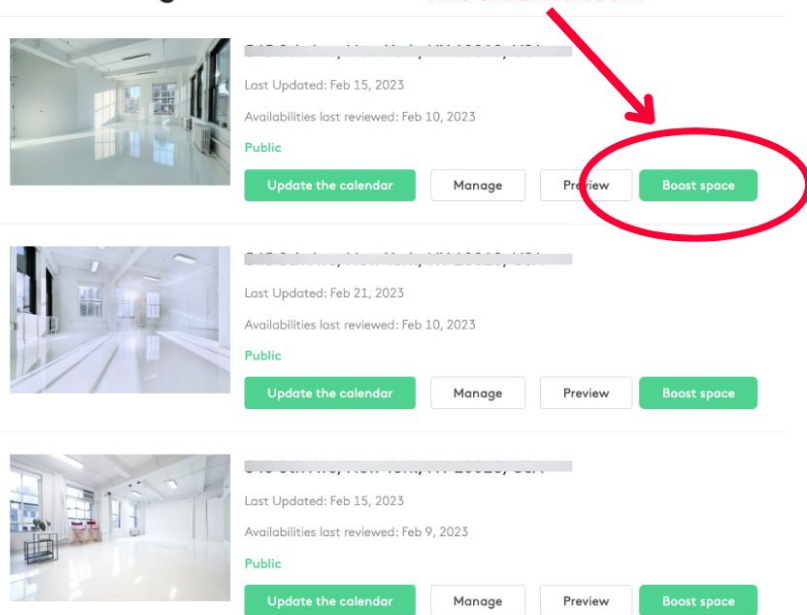 Last Updated: Feb 15, 2023
Availabilities last reviewed: Feb 10, 2023
Public
Update the calendar Manage Preview Boost space
Last Updated: Feb 21, 2023
Availabilities last reviewed: Feb 10, 2023
Public
Update the calendar Manage Preview Boost space
Last Updated: Feb 15, 2023
Availabilities last reviewed: Feb 9, 2023
Public
Update the calendar Manage Preview Boost space